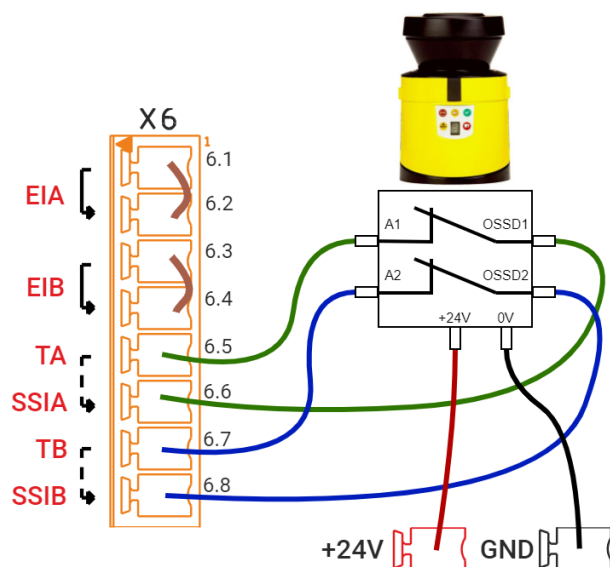 X6
1
6.1
EIA
6.2
6.3
EIB
6.4
TA
6.5
SSIA
6.6
TB
6.7
SSIB
6.8
A1
OSSD1
A2
OSSD2
+24V
0V
+24V
GND